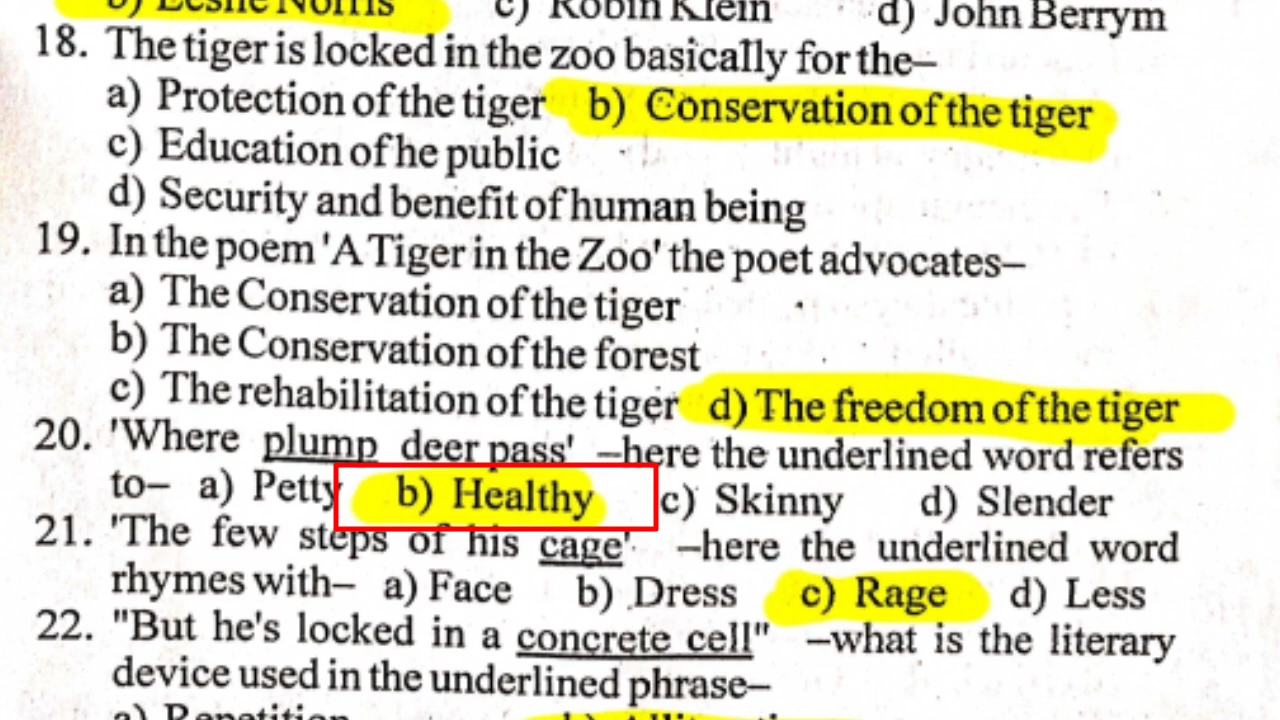 b) Leslie Norris c) Robin Klein d) John Berrym
18. The tiger is locked in the zoo basically for the–
a) Protection of the tiger b) Conservation of the tiger
c) Education of he public
d) Security and benefit of human being
19. In the poem 'A Tiger in the Zoo' the poet advocates–
a) The Conservation of the tiger
b) The Conservation of the forest
c) The rehabilitation of the tiger d) The freedom of the tiger
20. 'Where plump deer pass' –here the underlined word refers
to– a) Petty b) Healthy c) Skinny d) Slender
21. 'The few steps of his cage' –here the underlined word
rhymes with– a) Face b) Dress c) Rage d) Less
22. "But he's locked in a concrete cell" –what is the literary
device used in the underlined phrase–
a) Repetition b) Alliteration